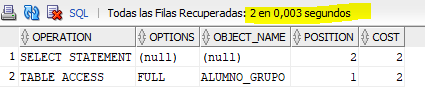 SQL | Todas las Filas Recuperadas: 2 en 0,003 segundos
OPERATION OPTIONS OBJECT_NAME POSITION COST
1 SELECT STATEMENT (null) (null) 2 2
2 TABLE ACCESS FULL ALUMNO_GRUPO 1 2